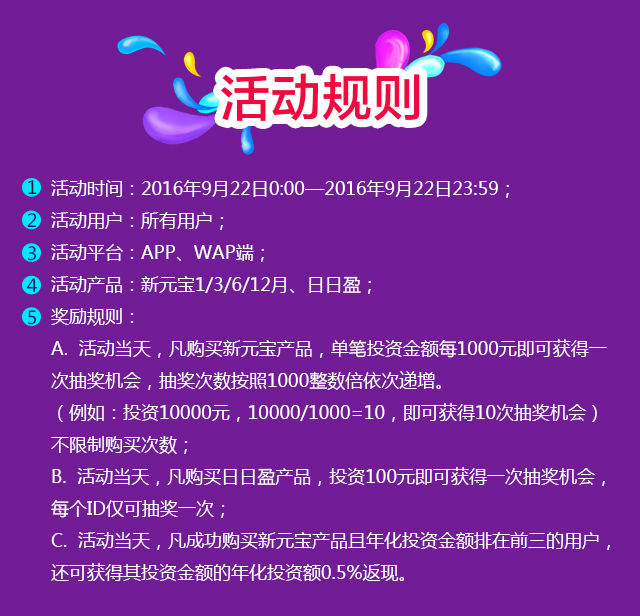 活动规则
1 活动时间：2016年9月22日0:00—2016年9月22日23:59；
2 活动用户：所有用户；
3 活动平台：APP、WAP端；
4 活动产品：新元宝1/3/6/12月、日日盈；
5 奖励规则：
A. 活动当天，凡购买新元宝产品，单笔投资金额每1000元即可获得一
次抽奖机会，抽奖次数按照1000整数倍依次递增。
（例如：投资10000元，10000/1000=10，即可获得10次抽奖机会）
不限制购买次数；
B. 活动当天，凡购买日日盈产品，投资100元即可获得一次抽奖机会，
每个ID仅可抽奖一次；
C. 活动当天，凡成功购买新元宝产品且年化投资金额排在前三的用户，
还可获得其投资金额的年化投资额0.5%返现。